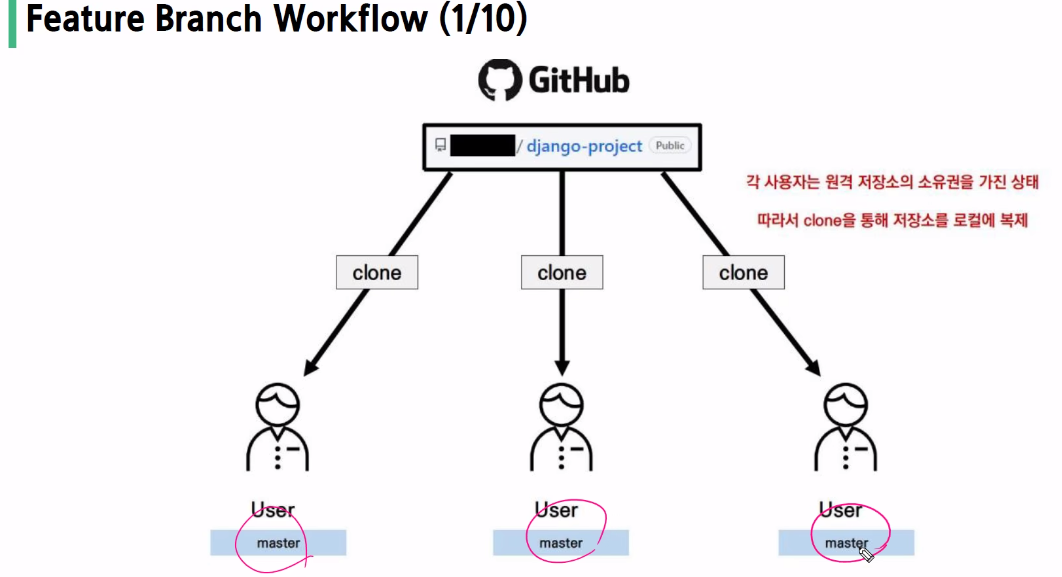 Feature Branch Workflow (1/10)
GitHub
/ django-project Public
각 사용자는 원격 저장소의 소유권을 가진 상태
따라서 clone을 통해 저장소를 로컬에 복제
clone clone clone
User User User
master master master